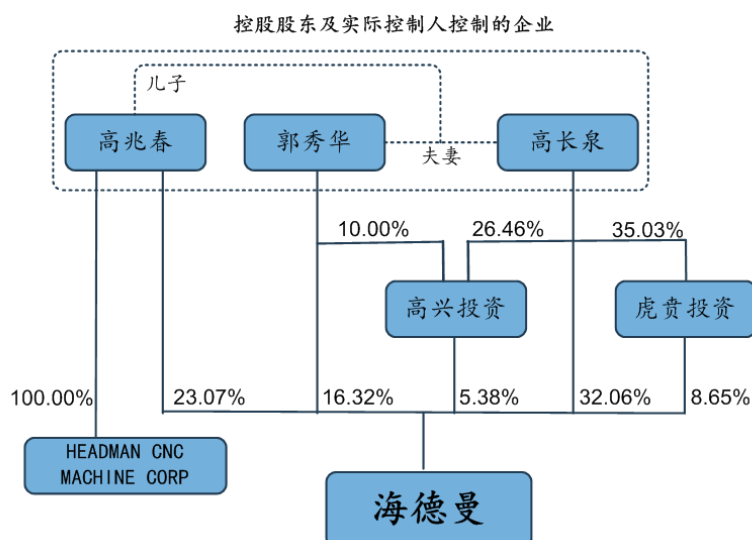 控股股东及实际控制人控制的企业
儿子
高兆春
郭秀华
夫妻
高长泉
10.00%
26.46%
35.03%
高兴投资
虎贲投资
100.00%
23.07%
16.32%
5.38%
32.06%
8.65%
HEADMAN CNC
MACHINE CORP
海德曼